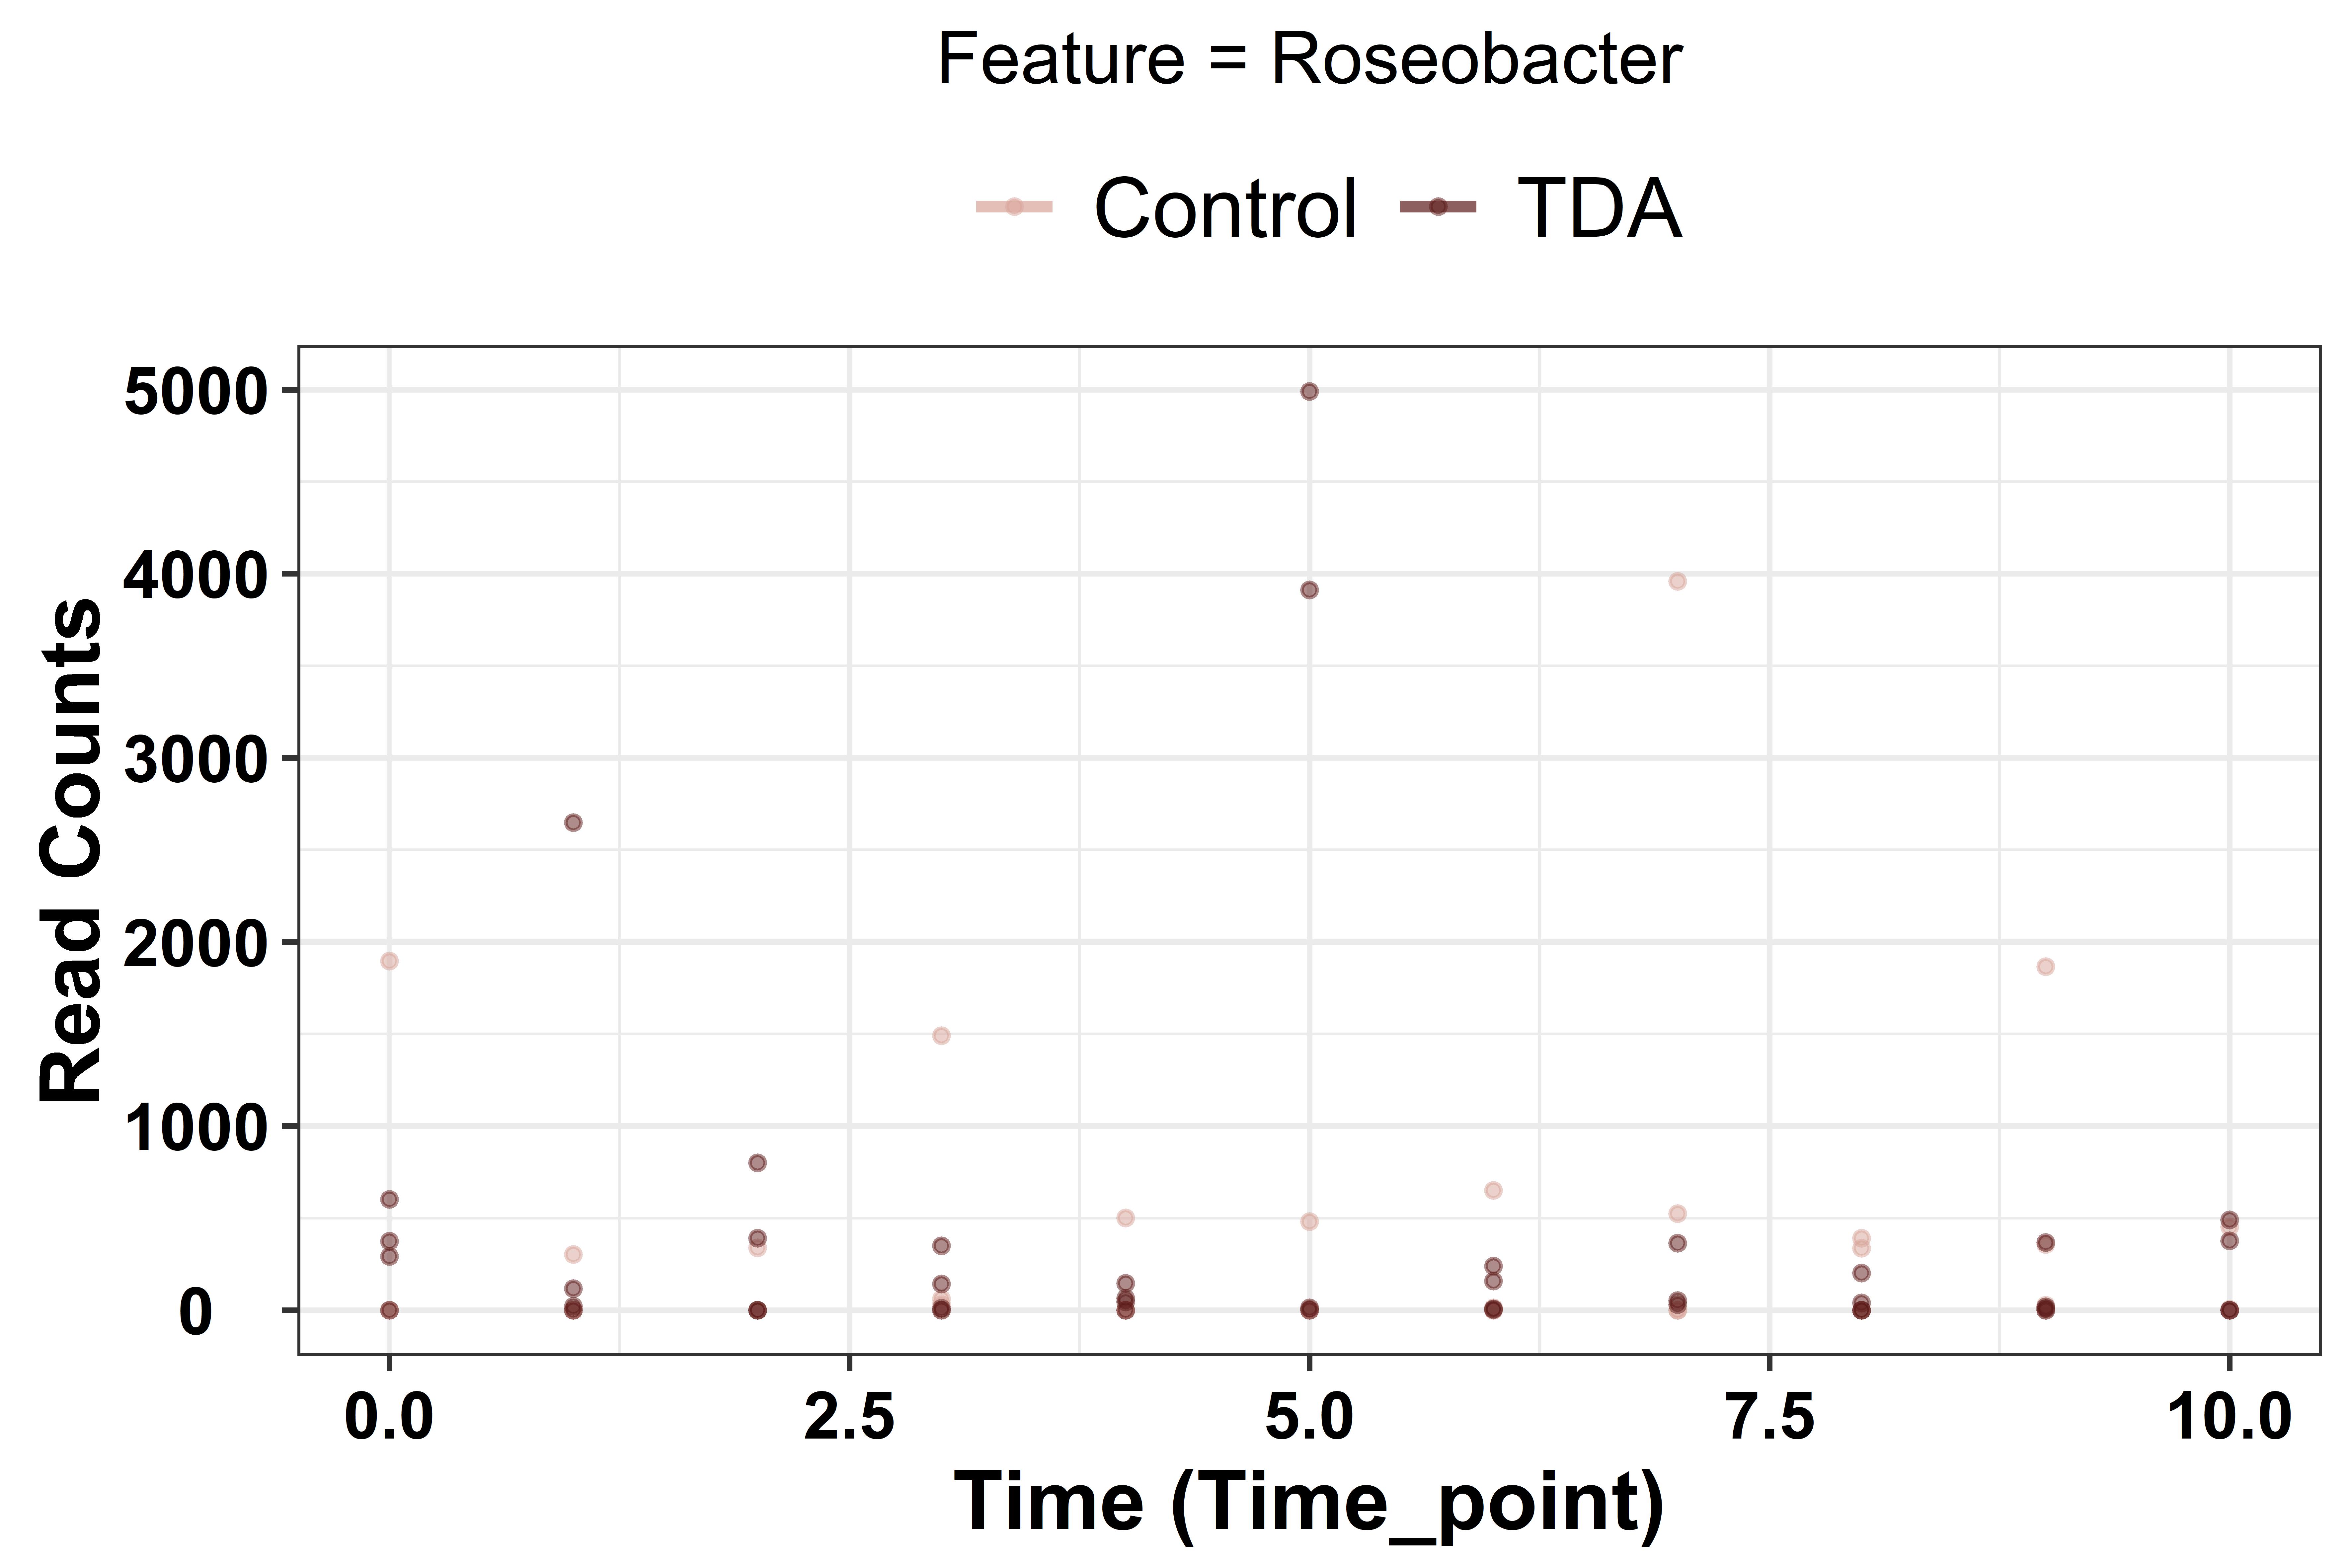 Feature = Roseobacter
Control TDA
5000
4000
3000
2000
1000
0
Read Counts
0.0 2.5 5.0 7.5 10.0
Time (Time_point)